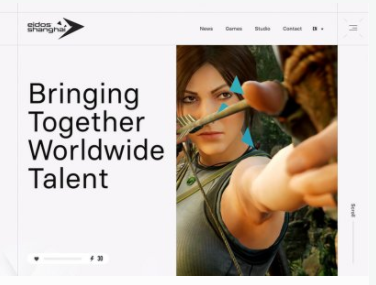 eidos
shanghai
News Games Studio Contact
Bringing
Together
Worldwide
Talent
Scroll